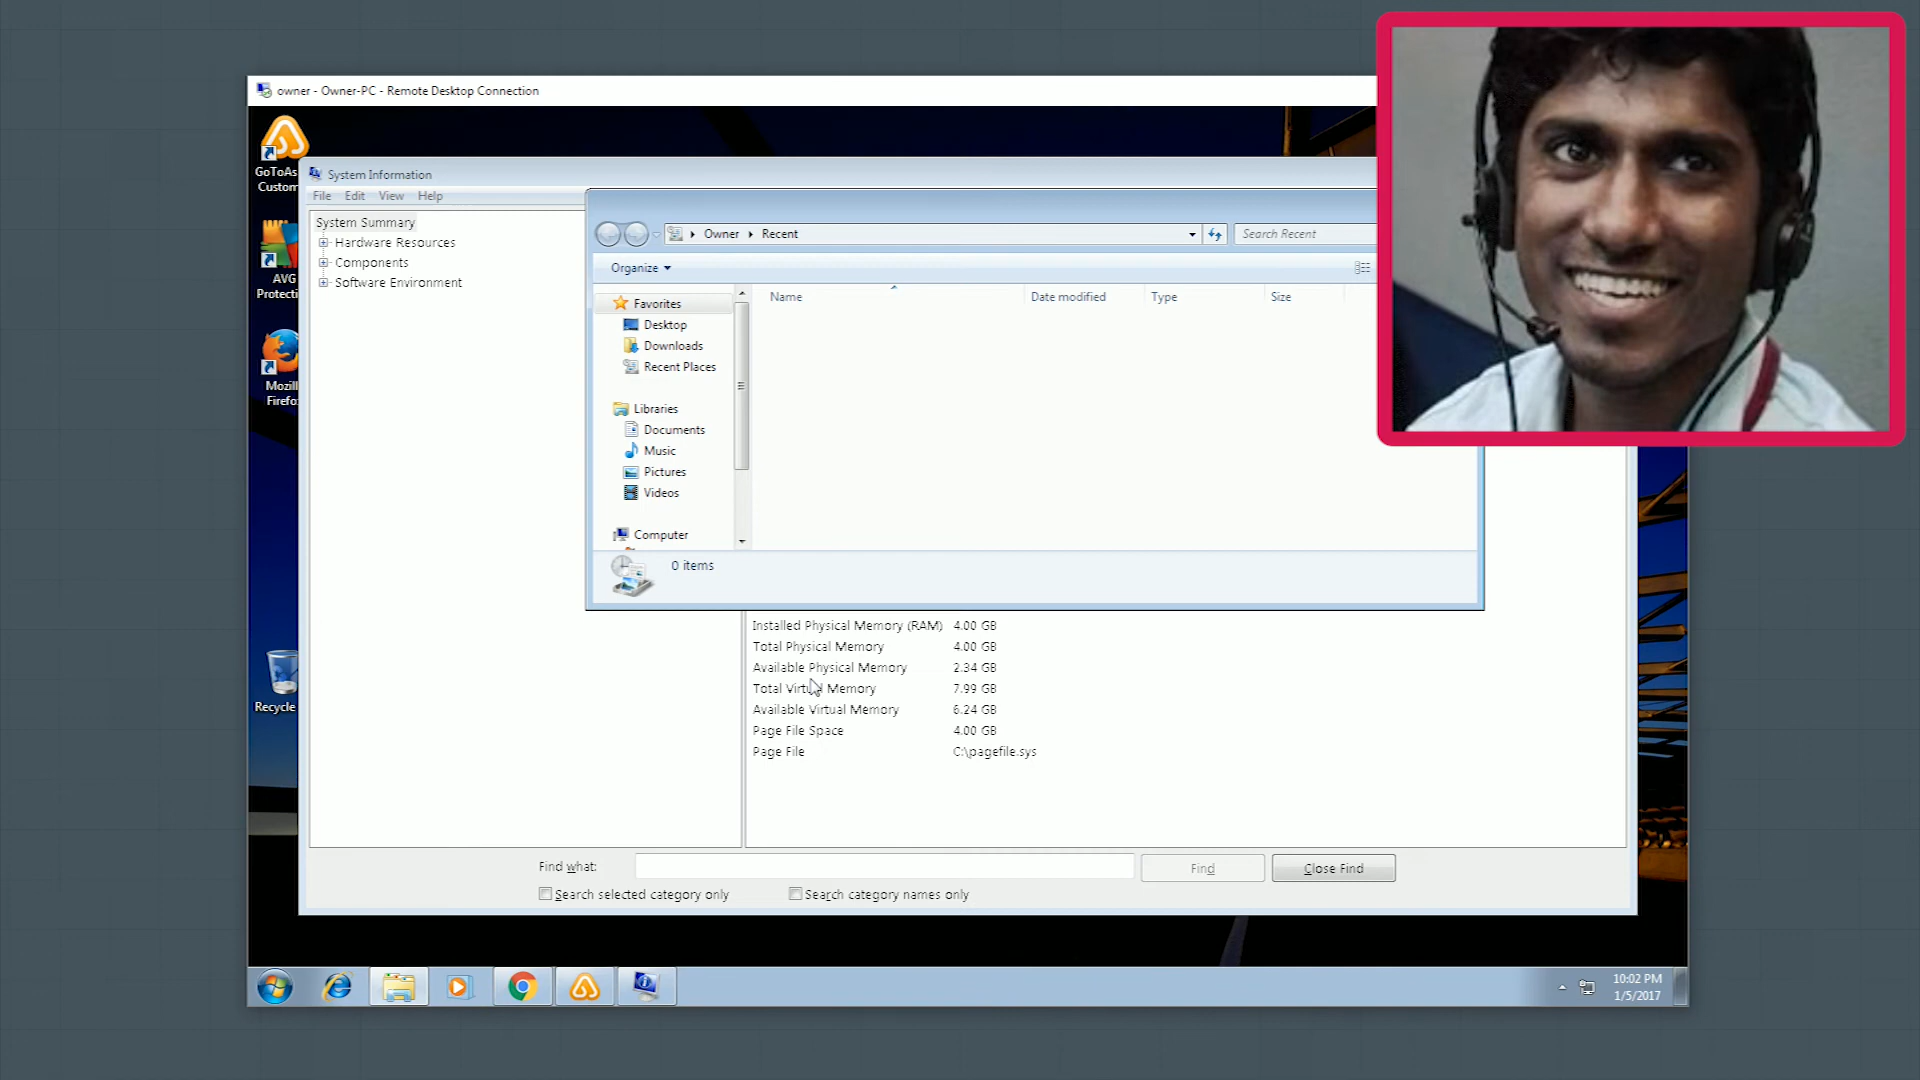 owner - Owner-PC - Remote Desktop Connection
GoToAs
Custom
System Information
File Edit View Help
System Summary
Hardware Resources
Components
Software Environment
AVG
Protecti
Mozill
Firefo
Recycle
Owner Recent
Search Recent
Organize
Name Date modified Type Size
Favorites
Desktop
Downloads
Recent Places
Libraries
Documents
Music
Pictures
Videos
Computer
0 items
Installed Physical Memory (RAM) 4.00 GB
Total Physical Memory 4.00 GB
Available Physical Memory 2.34 GB
Total Virtual Memory 7.99 GB
Available Virtual Memory 6.24 GB
Page File Space 4.00 GB
Page File C:\pagefile.sys
Find what:
Find
Close Find
Search selected category only
Search category names only
10:02 PM
1/5/2017